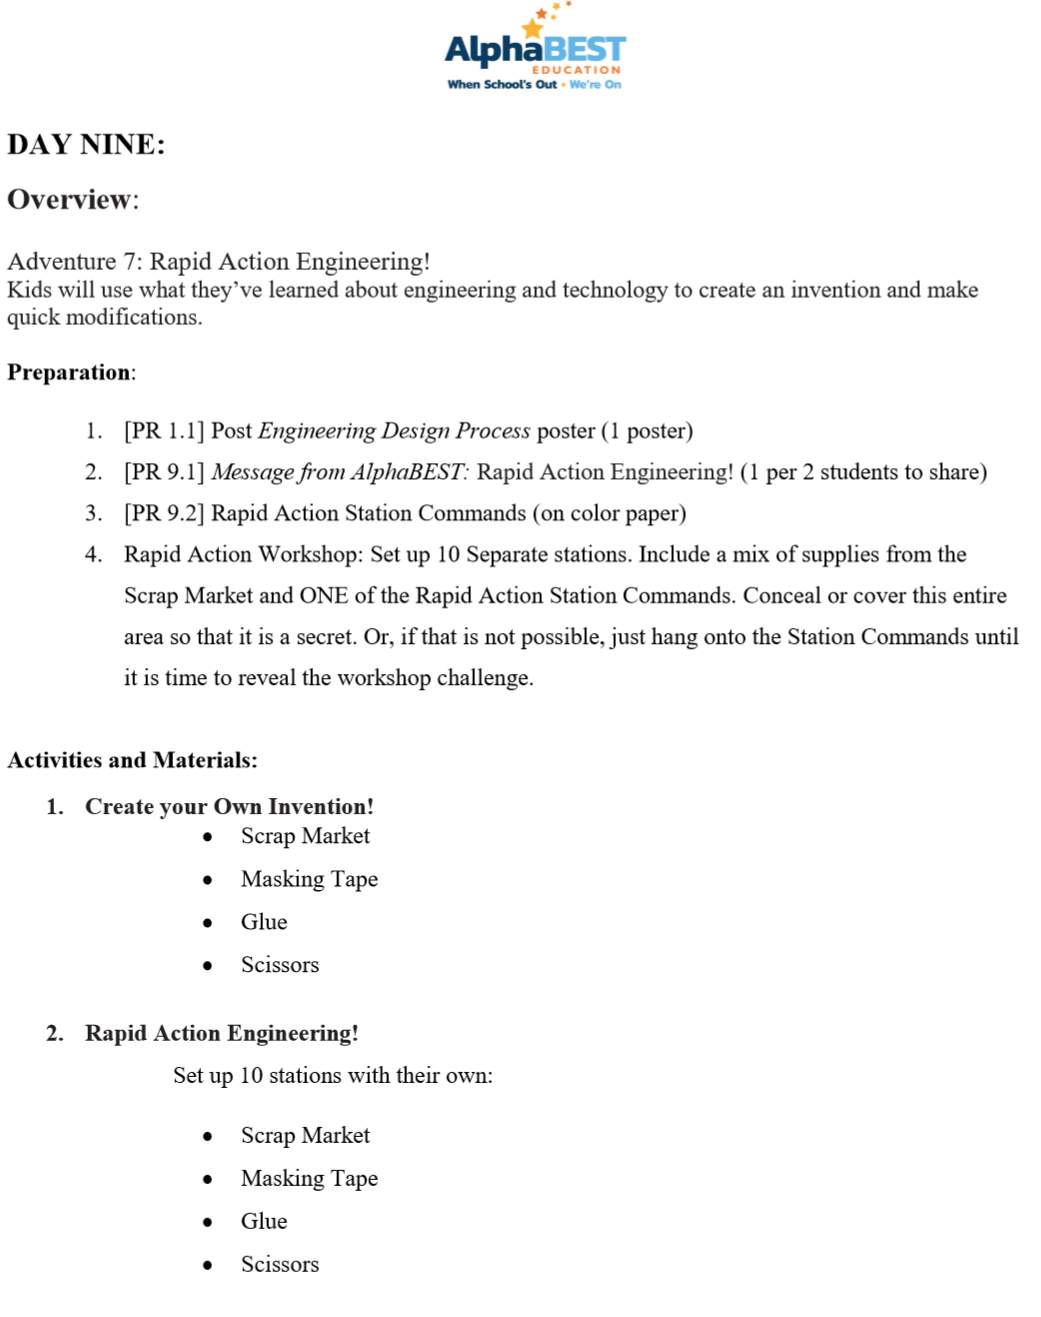 AlphaBEST
EDUCATION
When School's Out • We're On
DAY NINE:
Overview:
Adventure 7: Rapid Action Engineering!
Kids will use what they’ve learned about engineering and technology to create an invention and make
quick modifications.
Preparation:
1. [PR 1.1] Post Engineering Design Process poster (1 poster)
2. [PR 9.1] Message from AlphaBEST: Rapid Action Engineering! (1 per 2 students to share)
3. [PR 9.2] Rapid Action Station Commands (on color paper)
4. Rapid Action Workshop: Set up 10 Separate stations. Include a mix of supplies from the
Scrap Market and ONE of the Rapid Action Station Commands. Conceal or cover this entire
area so that it is a secret. Or, if that is not possible, just hang onto the Station Commands until
it is time to reveal the workshop challenge.
Activities and Materials:
1. Create your Own Invention!
• Scrap Market
• Masking Tape
• Glue
• Scissors
2. Rapid Action Engineering!
Set up 10 stations with their own:
• Scrap Market
• Masking Tape
• Glue
• Scissors